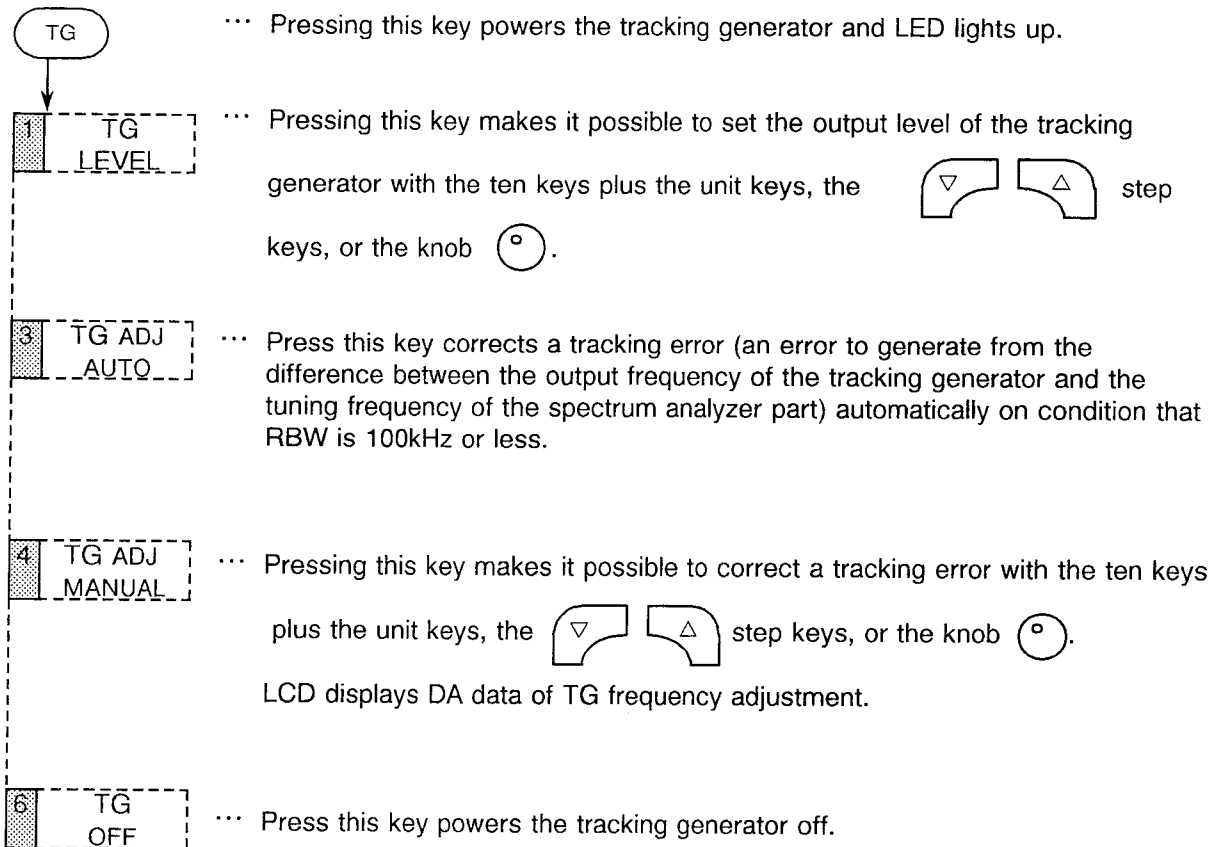 TG
··· Pressing this key powers the tracking generator and LED lights up.
1 TG LEVEL
··· Pressing this key makes it possible to set the output level of the tracking
generator with the ten keys plus the unit keys, the ▽ △ step
keys, or the knob .
3 TG ADJ AUTO
··· Press this key corrects a tracking error (an error to generate from the
difference between the output frequency of the tracking generator and the
tuning frequency of the spectrum analyzer part) automatically on condition that
RBW is 100kHz or less.
4 TG ADJ MANUAL
··· Pressing this key makes it possible to correct a tracking error with the ten keys
plus the unit keys, the ▽ △ step keys, or the knob .
LCD displays DA data of TG frequency adjustment.
6 TG OFF
··· Press this key powers the tracking generator off.